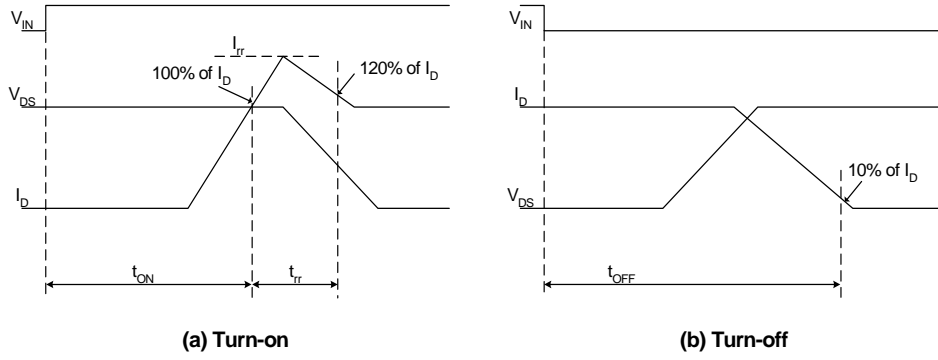 V_IN
I_rr
100% of I_D
120% of I_D
V_DS
I_D
t_ON
t_rr
(a) Turn-on
V_IN
I_D
10% of I_D
V_DS
t_OFF
(b) Turn-off